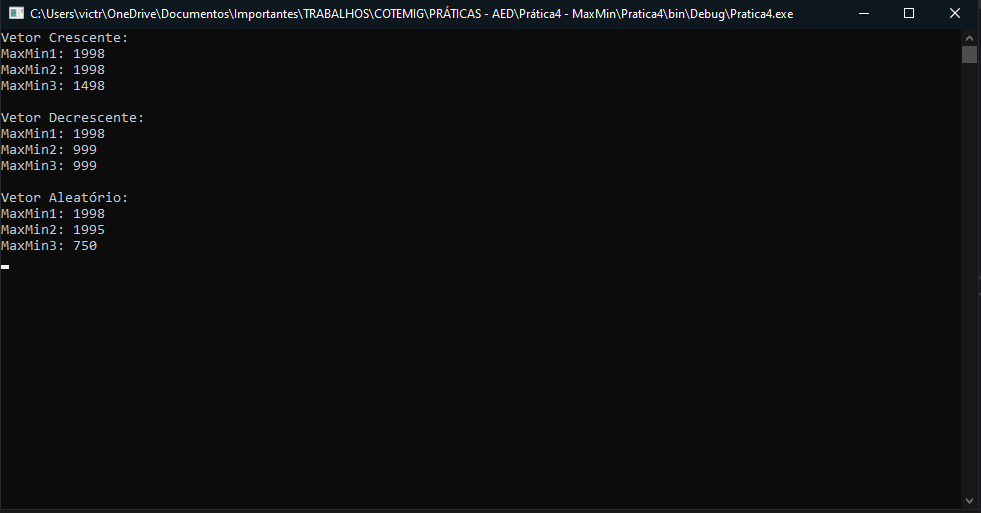 C:\Users\victr\OneDrive\Documentos\Importantes\TRABALHOS\COTEMIG\PRÁTICAS - AED\Prática4 - MaxMin\Pratica4\bin\Debug\Pratica4.exe
Vetor Crescente:
MaxMin1: 1998
MaxMin2: 1998
MaxMin3: 1498
Vetor Decrescente:
MaxMin1: 1998
MaxMin2: 999
MaxMin3: 999
Vetor Aleatório:
MaxMin1: 1998
MaxMin2: 1995
MaxMin3: 750